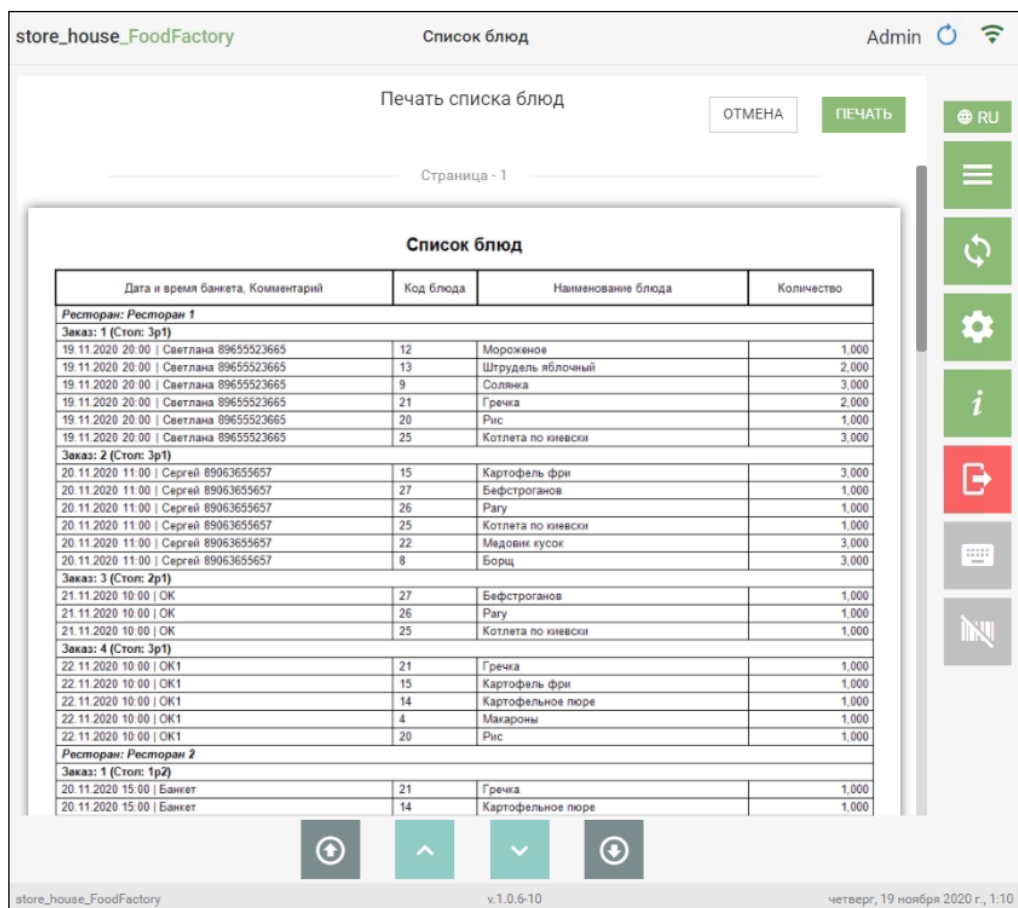 store_house_FoodFactory Список блюд Admin
Печать списка блюд ОТМЕНА ПЕЧАТЬ
RU
Страница - 1
Список блюд
Дата и время банкета, Комментарий Код блюда Наименование блюда Количество
Ресторан: Ресторан 1
Заказ: 1 (Стол: 3р1)
19.11.2020 20:00 | Светлана 89655523665 12 Мороженое 1,000
19.11.2020 20:00 | Светлана 89655523665 13 Штрудель яблочный 2,000
19.11.2020 20:00 | Светлана 89655523665 9 Солянка 3,000
19.11.2020 20:00 | Светлана 89655523665 21 Гречка 2,000
19.11.2020 20:00 | Светлана 89655523665 20 Рис 1,000
19.11.2020 20:00 | Светлана 89655523665 25 Котлета по киевски 3,000
Заказ: 2 (Стол: 3р1)
20.11.2020 11:00 | Сергей 89063655657 15 Картофель фри 3,000
20.11.2020 11:00 | Сергей 89063655657 27 Бефстроганов 1,000
20.11.2020 11:00 | Сергей 89063655657 26 Рагу 1,000
20.11.2020 11:00 | Сергей 89063655657 25 Котлета по киевски 1,000
20.11.2020 11:00 | Сергей 89063655657 22 Медовик кусок 3,000
20.11.2020 11:00 | Сергей 89063655657 8 Борщ 3,000
Заказ: 3 (Стол: 2р1)
21.11.2020 10:00 | ОК 27 Бефстроганов 1,000
21.11.2020 10:00 | ОК 26 Рагу 1,000
21.11.2020 10:00 | ОК 25 Котлета по киевски 1,000
Заказ: 4 (Стол: 3р1)
22.11.2020 10:00 | ОК1 21 Гречка 1,000
22.11.2020 10:00 | ОК1 15 Картофель фри 1,000
22.11.2020 10:00 | ОК1 14 Картофельное пюре 1,000
22.11.2020 10:00 | ОК1 4 Макароны 1,000
22.11.2020 10:00 | ОК1 20 Рис 1,000
Ресторан: Ресторан 2
Заказ: 1 (Стол: 1р2)
20.11.2020 15:00 | Банкет 21 Гречка 1,000
20.11.2020 15:00 | Банкет 14 Картофельное пюре 1,000
store_house_FoodFactory v.1.0.6-10 четверг, 19 ноября 2020 г., 1:10